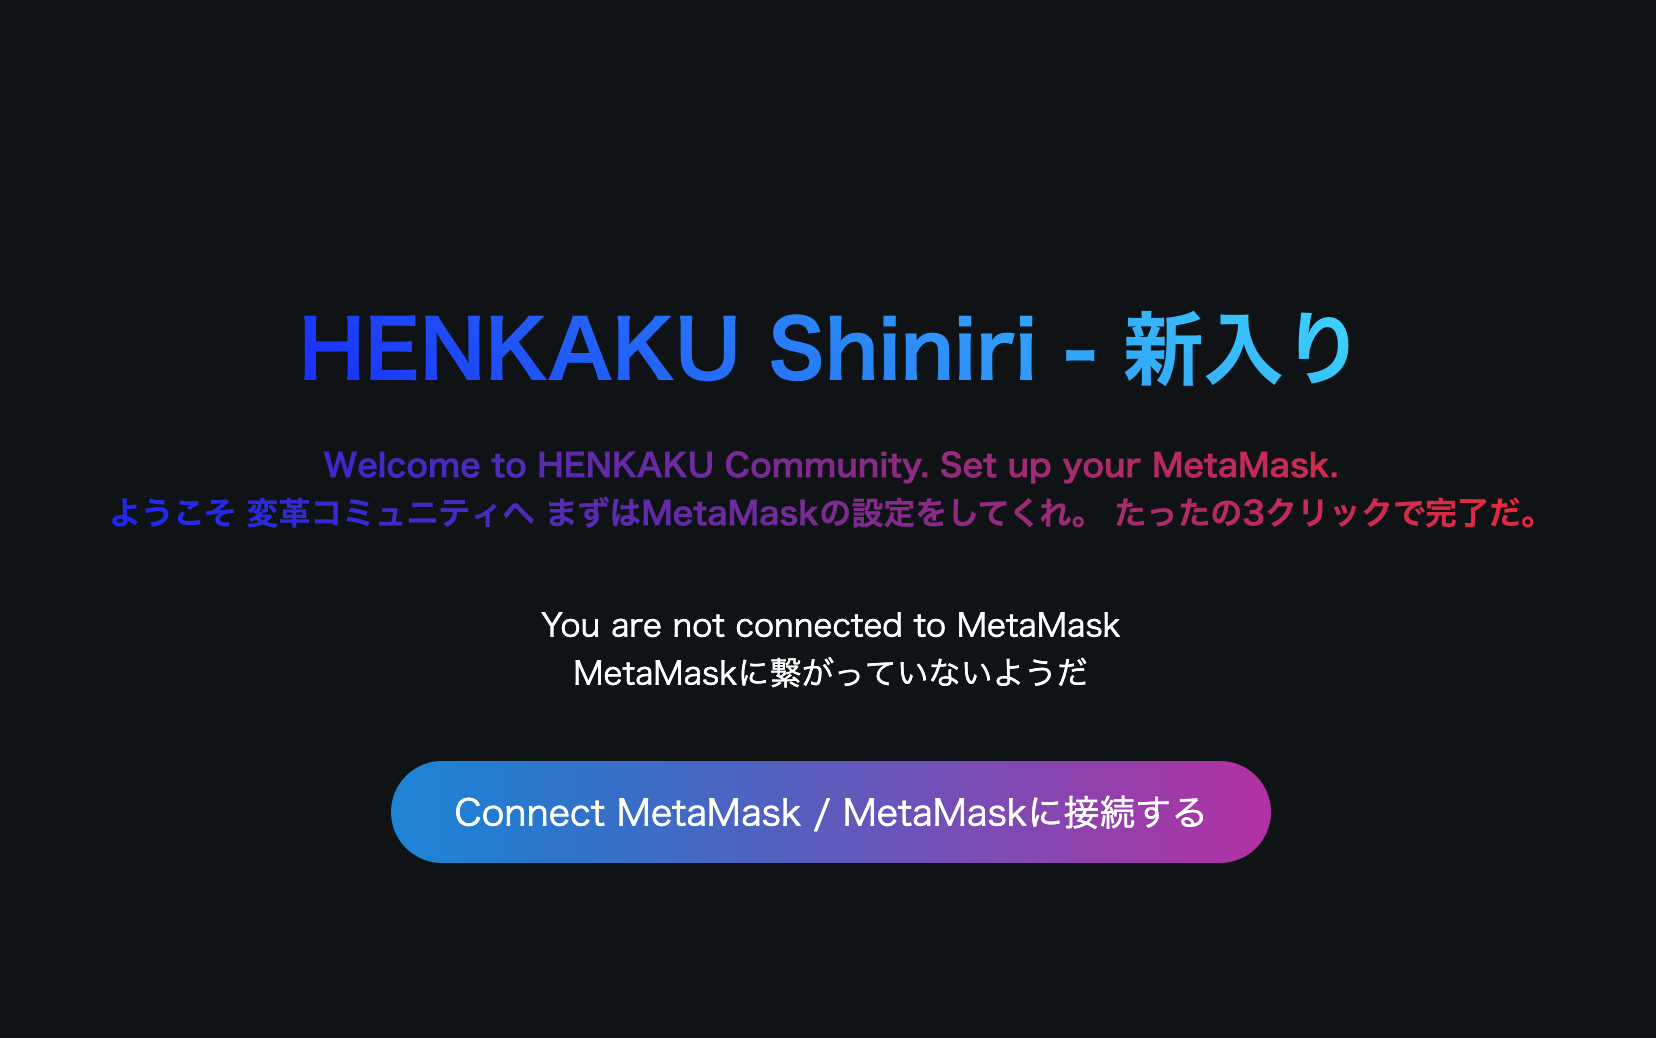 HENKAKU Shiniri - 新入り
Welcome to HENKAKU Community. Set up your MetaMask.
ようこそ 変革コミュニティへ まずはMetaMaskの設定をしてくれ。 たったの3クリックで完了だ。
You are not connected to MetaMask
MetaMaskに繋がっていないようだ
Connect MetaMask / MetaMaskに接続する